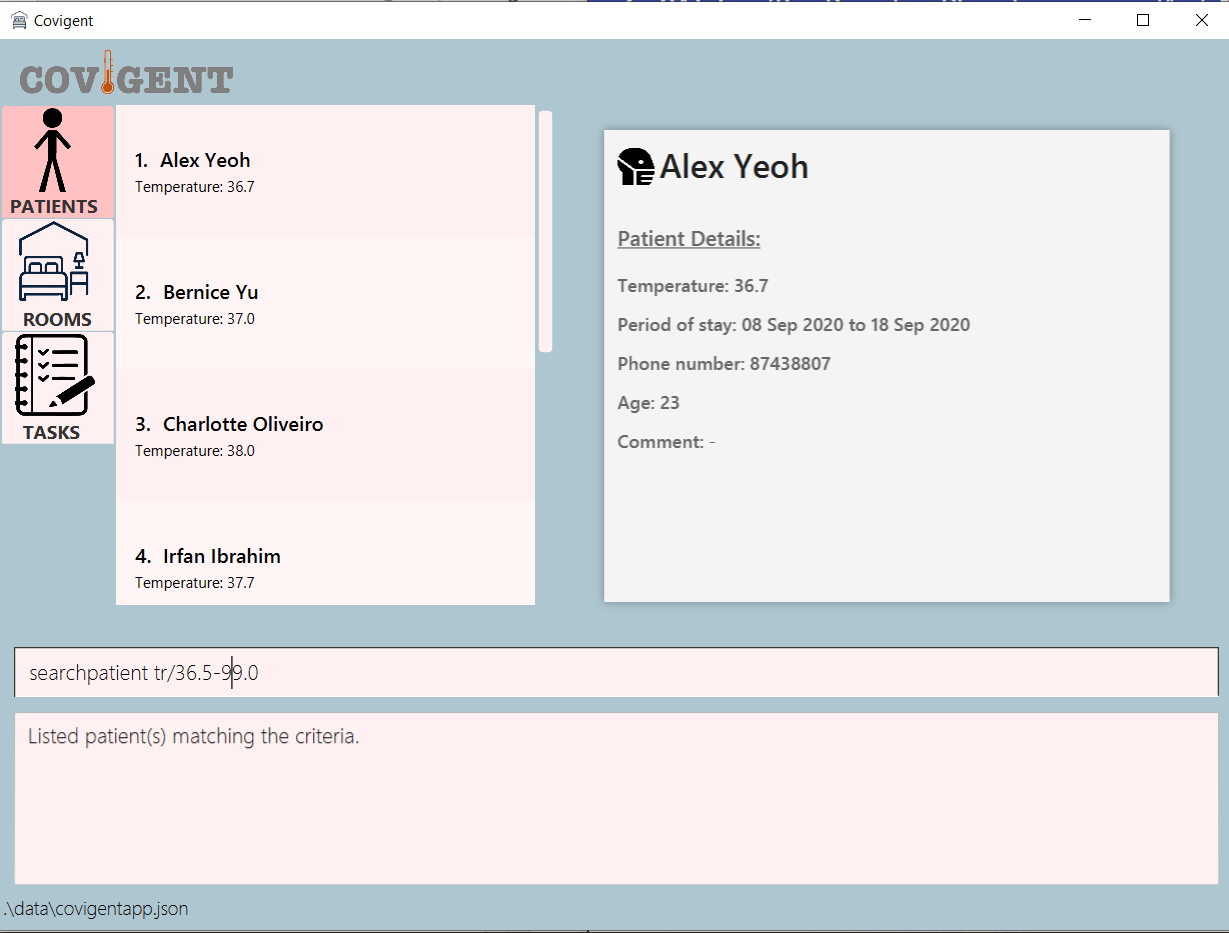 Covigent
COVIGENT
PATIENTS
ROOMS
TASKS
1. Alex Yeoh
Temperature: 36.7
2. Bernice Yu
Temperature: 37.0
3. Charlotte Oliveiro
Temperature: 38.0
4. Irfan Ibrahim
Temperature: 37.7
Alex Yeoh
Patient Details:
Temperature: 36.7
Period of stay: 08 Sep 2020 to 18 Sep 2020
Phone number: 87438807
Age: 23
Comment: -
searchpatient tr/36.5-99.0
Listed patient(s) matching the criteria.
.\data\covigentapp.json